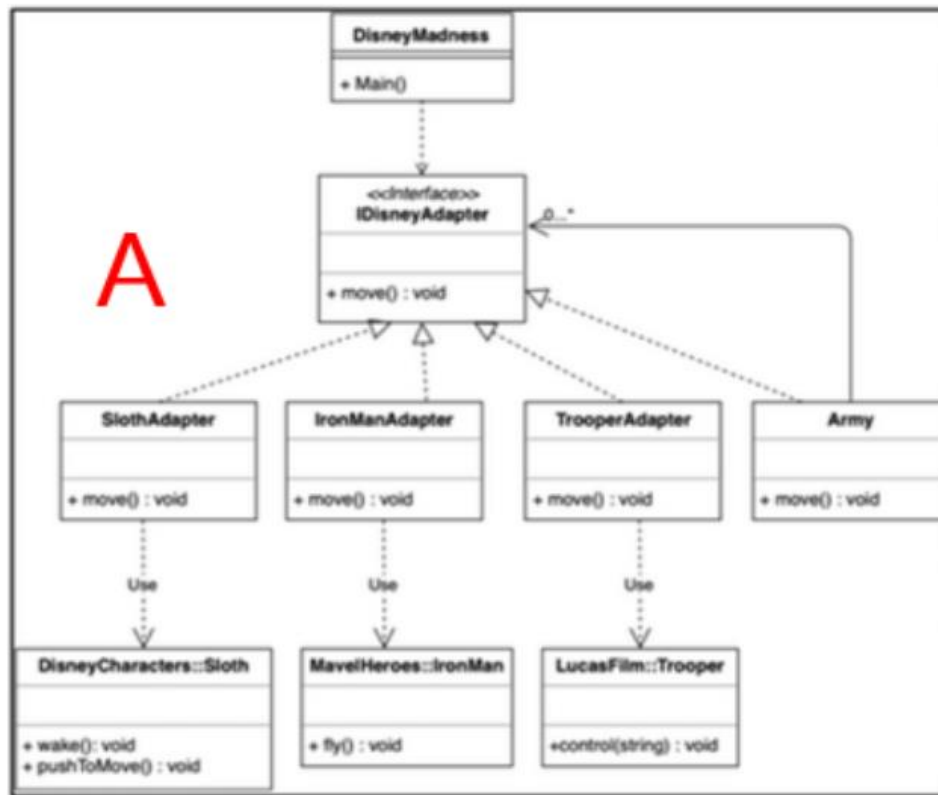 DisneyMadness
+ Main()
<<Interface>>
IDisneyAdapter
0...*
+ move() : void
A
SlothAdapter
+ move() : void
IronManAdapter
+ move() : void
TrooperAdapter
+ move() : void
Army
+ move() : void
Use
Use
Use
DisneyCharacters::Sloth
+ wake(): void
+ pushToMove() : void
MavelHeroes::IronMan
+ fly() : void
LucasFilm::Trooper
+control(string) : void